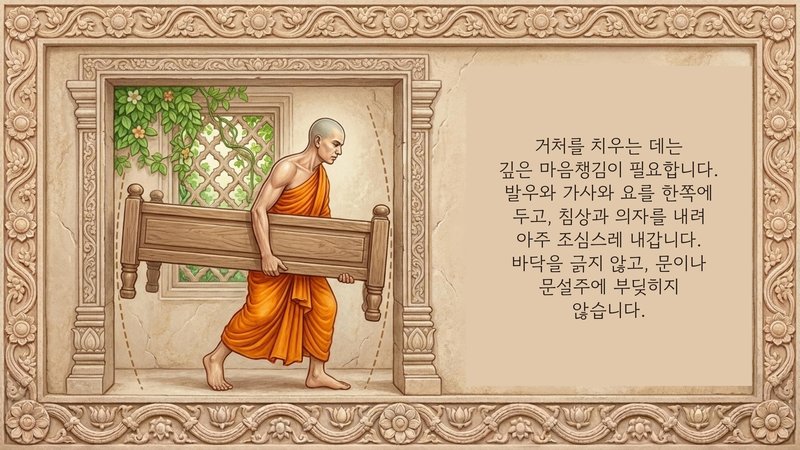 거처를 치우는 데는
깊은 마음챙김이 필요합니다.
발우와 가사와 요를 한쪽에
두고, 침상과 의자를 내려
아주 조심스레 내갑니다.
바닥을 긁지 않고, 문이나
문설주에 부딪히지
않습니다.